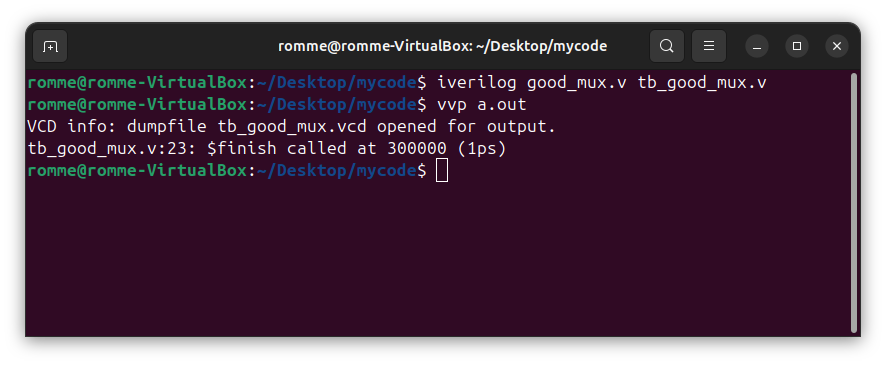 romme@romme-VirtualBox: ~/Desktop/mycode
romme@romme-VirtualBox:~/Desktop/mycode$ iverilog good_mux.v tb_good_mux.v
romme@romme-VirtualBox:~/Desktop/mycode$ vvp a.out
VCD info: dumpfile tb_good_mux.vcd opened for output.
tb_good_mux.v:23: $finish called at 300000 (1ps)
romme@romme-VirtualBox:~/Desktop/mycode$